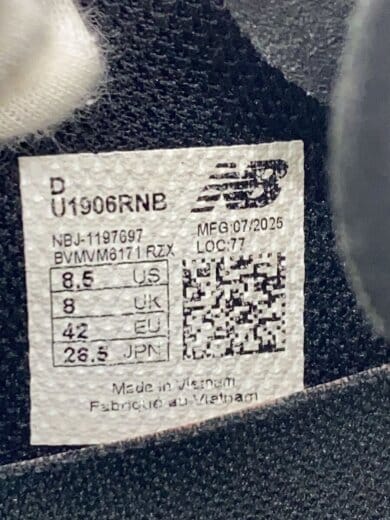 D
U1906RNB
NB
NBJ-1197697
BVMVM6171 RZX
MFG:07/2025
LOC:77
8.5 US
8 UK
42 EU
26.5 JPN
Made in Vietnam
Fabriqué au Vietnam